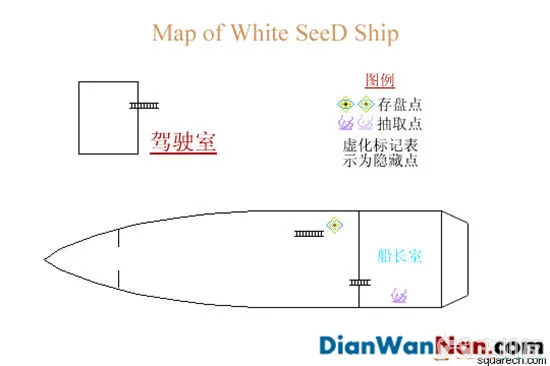 Map of White SeeD Ship
图例
存盘点
抽取点
虚化标记表
示为隐藏点
驾驶室
船长室
DianWanNan.com
squarecn.com